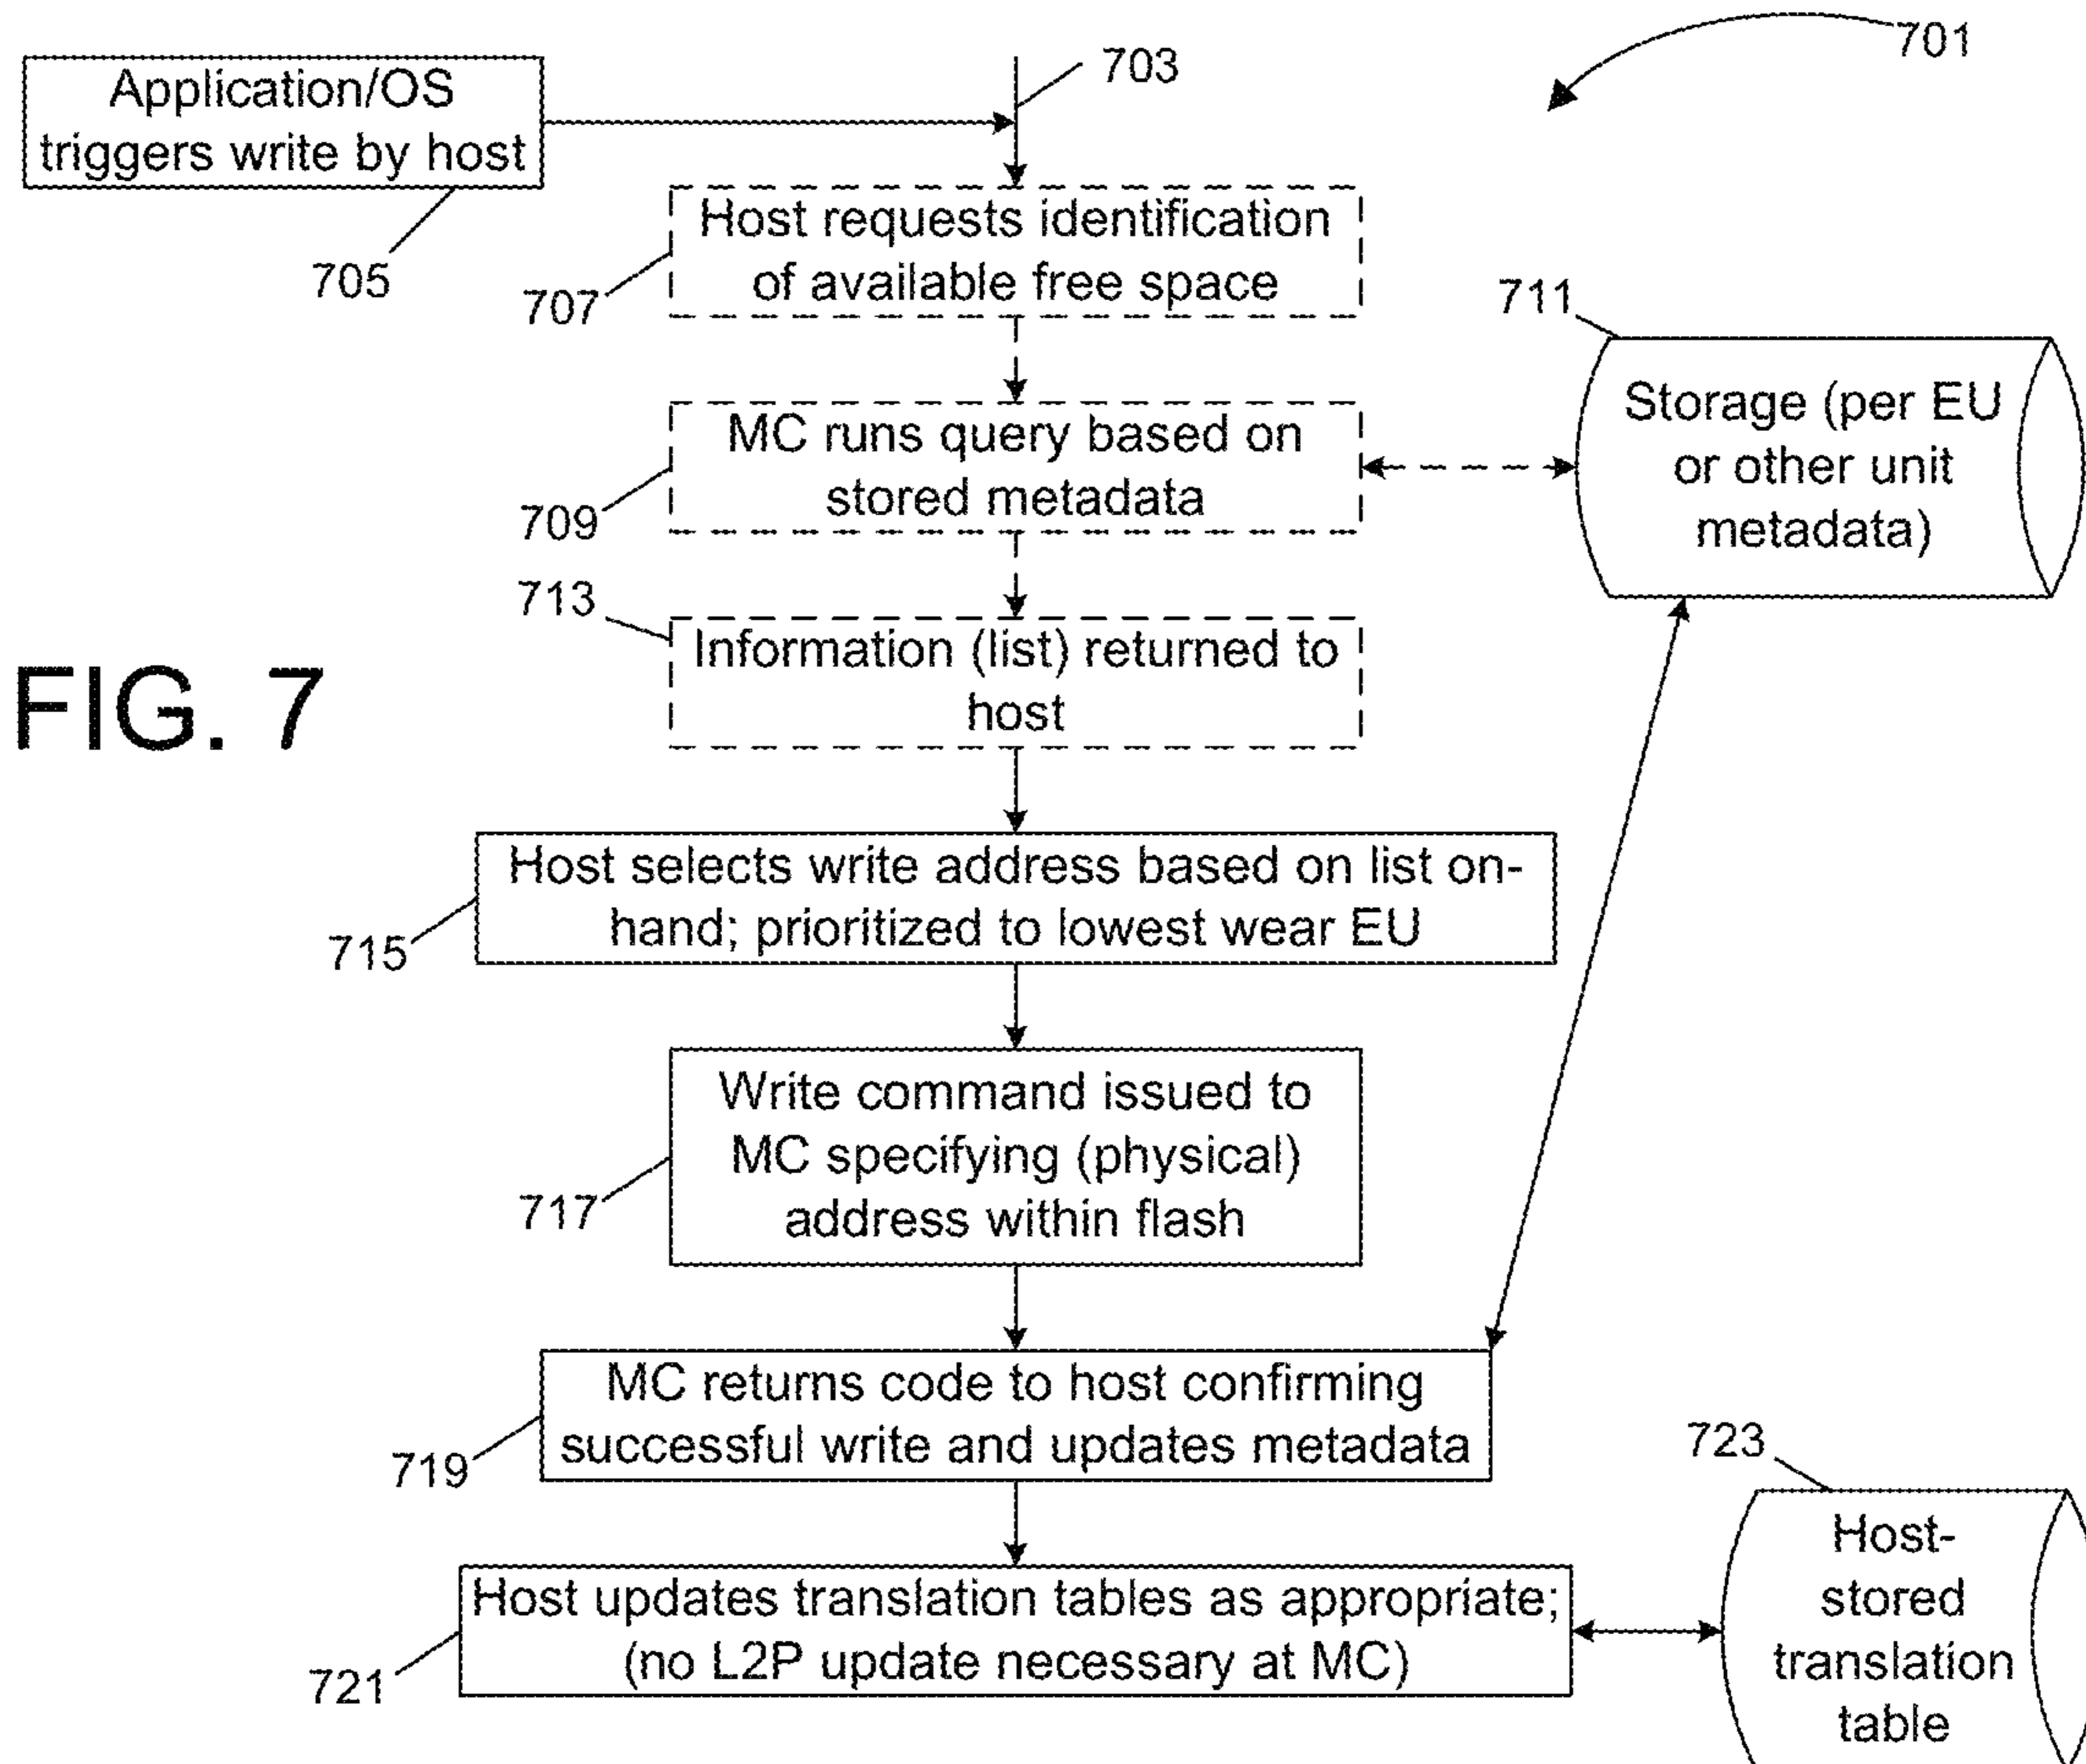 701
703
Application/OS
triggers write by host
705
Host requests identification
of available free space
707
711
Storage (per EU
or other unit
metadata)
MC runs query based on
stored metadata
709
713
Information (list) returned to
host
FIG. 7
Host selects write address based on list on-
hand; prioritized to lowest wear EU
715
Write command issued to
MC specifying (physical)
address within flash
717
MC returns code to host confirming
successful write and updates metadata
719
723
Host-
stored
translation
table
Host updates translation tables as appropriate;
(no L2P update necessary at MC)
721